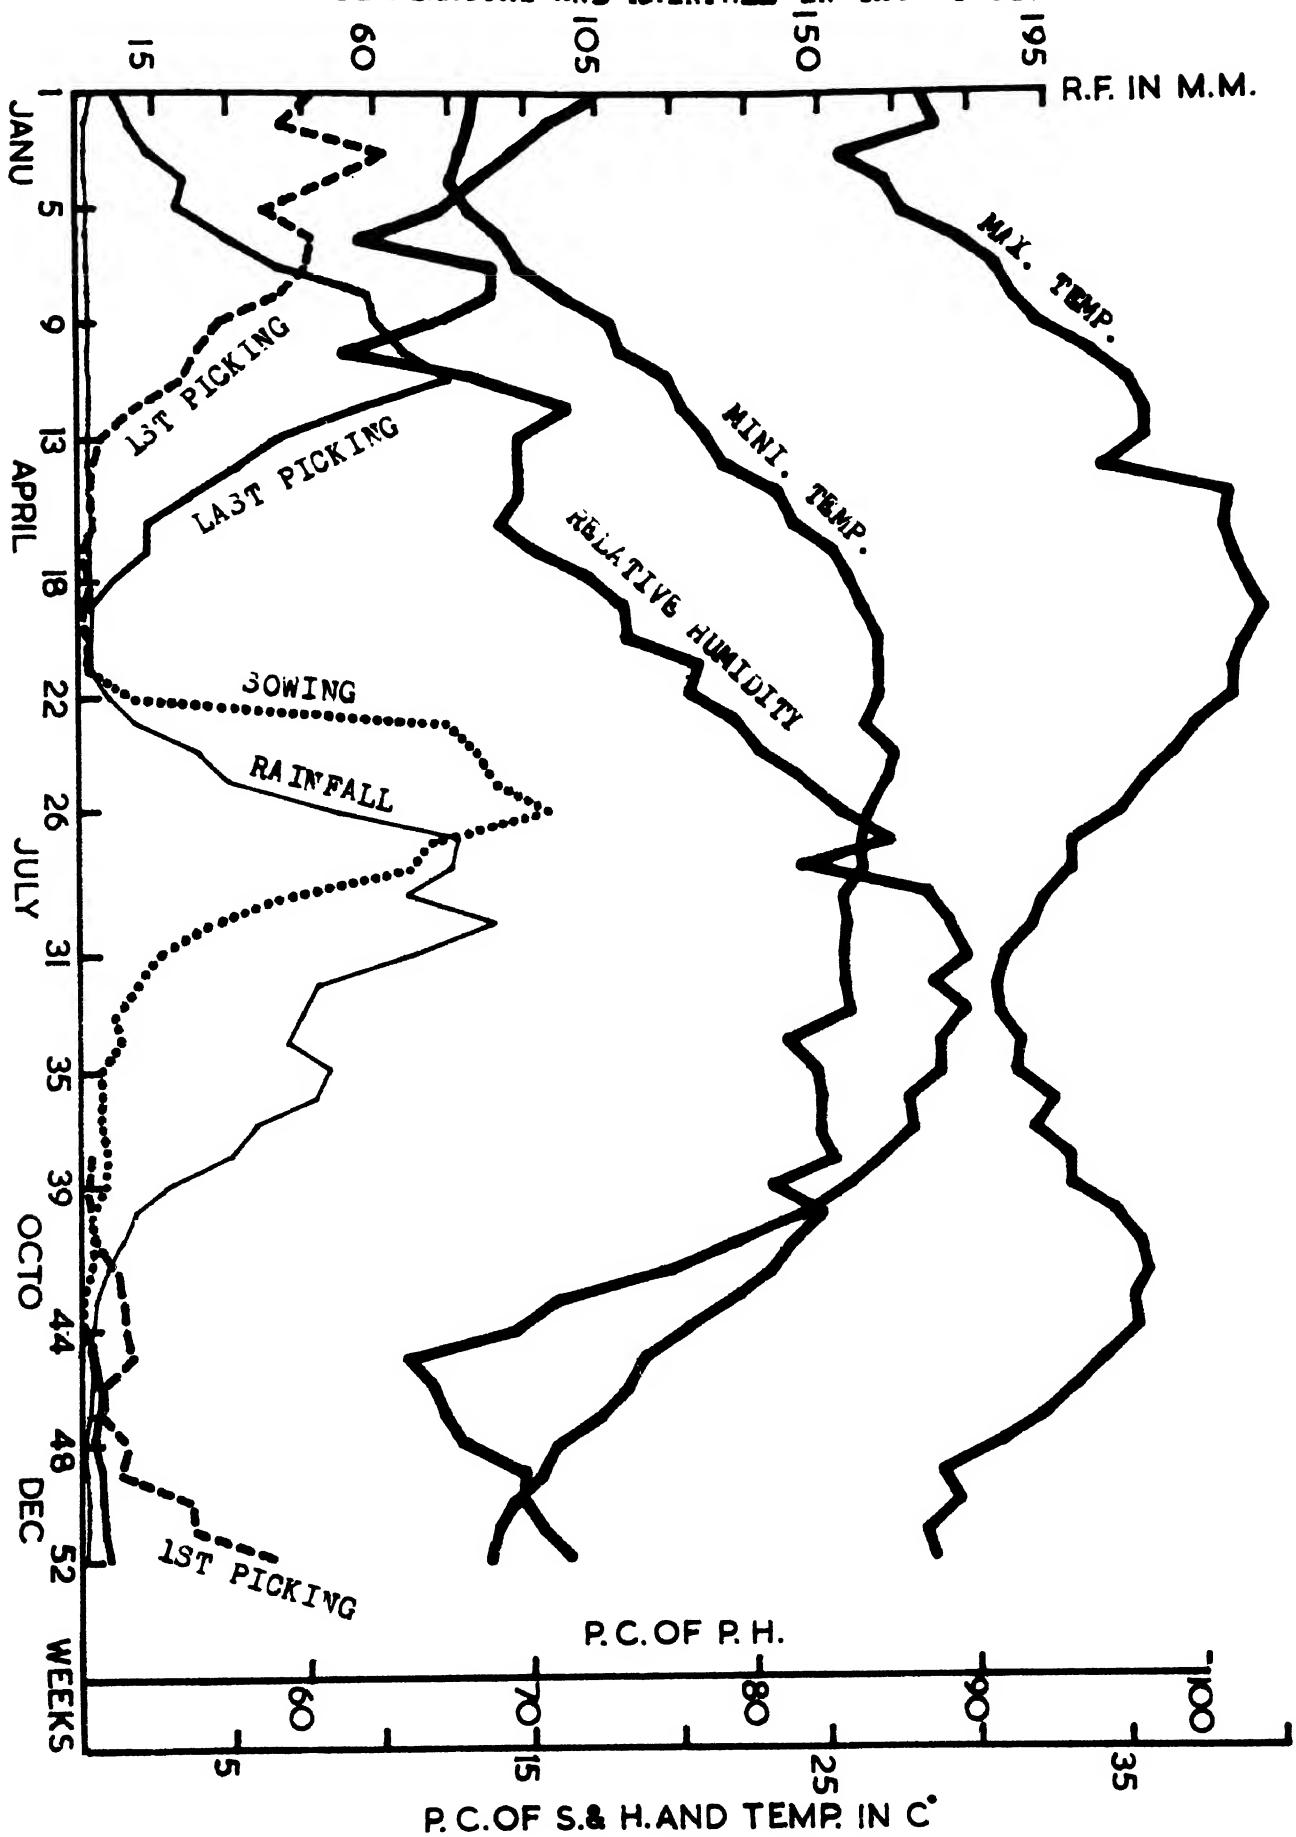 15 60 105 150 195
R.F. IN M.M.
1 5 9 13 18 22 26 31 35 39 44 48 52 WEEKS
JANU APRIL JULY OCTO DEC
MAX. TEMP.
MINI. TEMP.
RELATIVE HUMIDITY
1ST PICKING
LAST PICKING
SOWING
RAINFALL
1ST PICKING
P.C. OF P.H.
60 70 80 90 100
5 15 25 35
P.C. OF S.& H. AND TEMP. IN C°